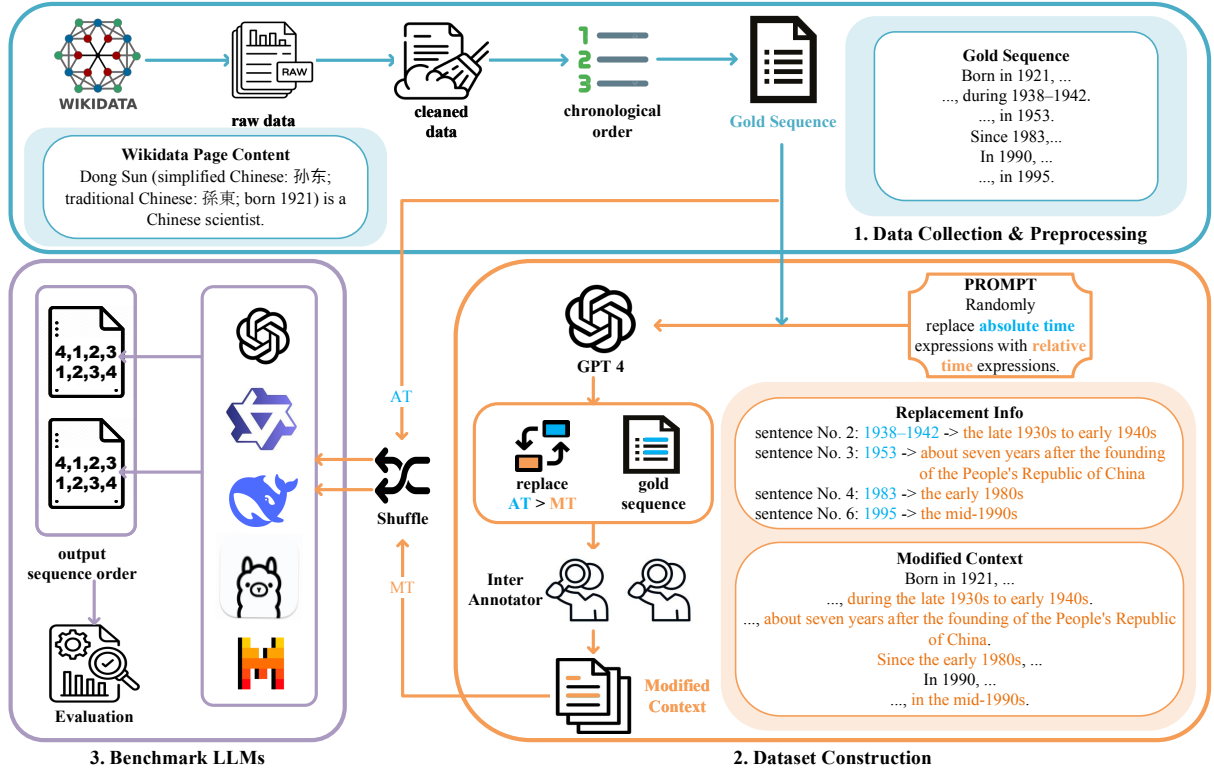 WIKIDATA
RAW
raw data
cleaned
data
1
2
3
chronological
order
Gold Sequence
Gold Sequence
Born in 1921, ...
..., during 1938–1942.
..., in 1953.
Since 1983,...
In 1990, ...
..., in 1995.
Wikidata Page Content
Dong Sun (simplified Chinese: 孙东;
traditional Chinese: 孫東; born 1921) is a
Chinese scientist.
1. Data Collection & Preprocessing
4,1,2,3
1,2,3,4
4,1,2,3
1,2,3,4
output
sequence order
Evaluation
3. Benchmark LLMs
AT
Shuffle
MT
GPT 4
PROMPT
Randomly
replace absolute time
expressions with relative
time expressions.
replace
AT > MT
gold
sequence
Inter
Annotator
Modified
Context
Replacement Info
sentence No. 2: 1938–1942 -> the late 1930s to early 1940s
sentence No. 3: 1953 -> about seven years after the founding
of the People's Republic of China
sentence No. 4: 1983 -> the early 1980s
sentence No. 6: 1995 -> the mid-1990s
Modified Context
Born in 1921, ...
..., during the late 1930s to early 1940s.
..., about seven years after the founding of the People's Republic
of China.
Since the early 1980s, ...
In 1990, ...
..., in the mid-1990s.
2. Dataset Construction